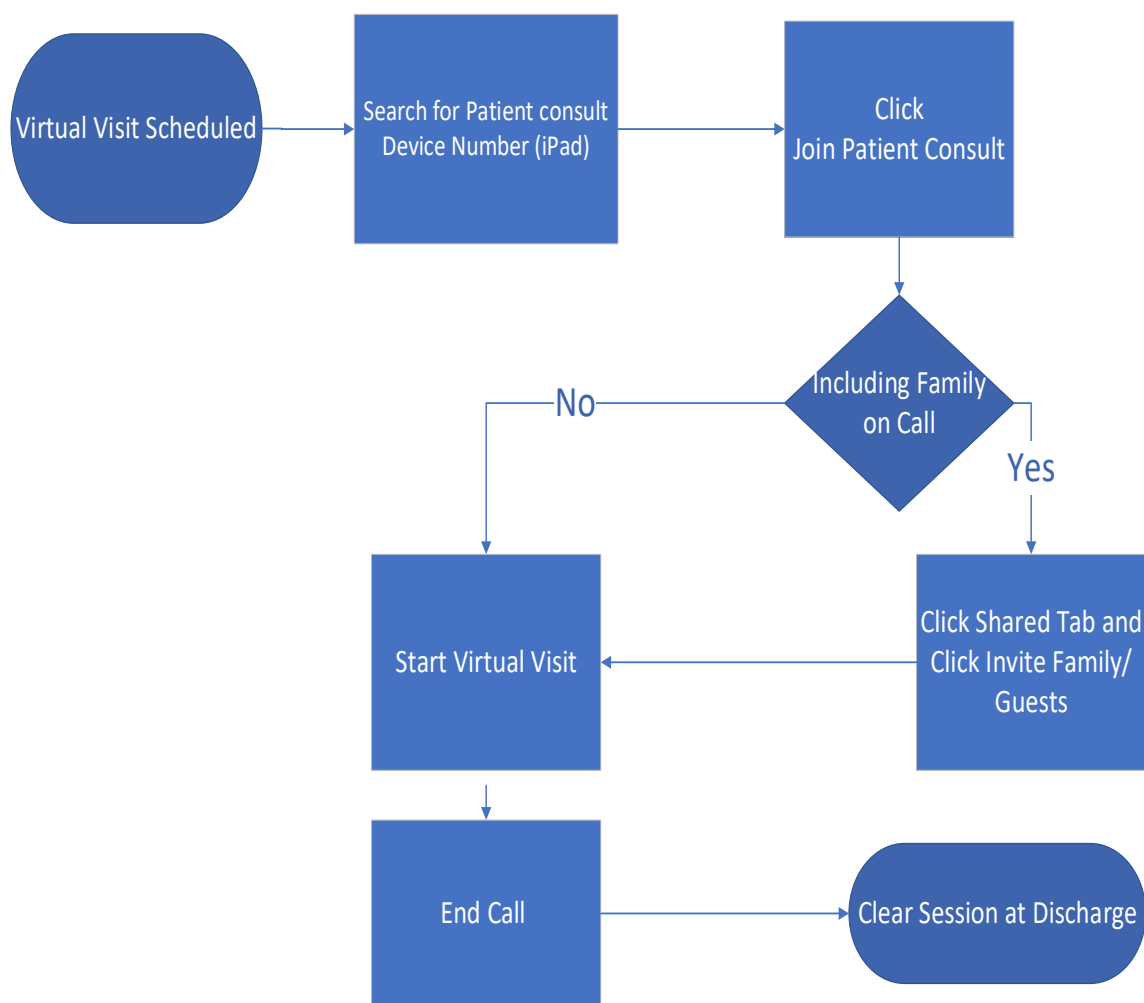 Virtual Visit Scheduled
Search for Patient consult
Device Number (iPad)
Click
Join Patient Consult
Including Family
on Call
No
Yes
Click Shared Tab and
Click Invite Family/
Guests
Start Virtual Visit
End Call
Clear Session at Discharge